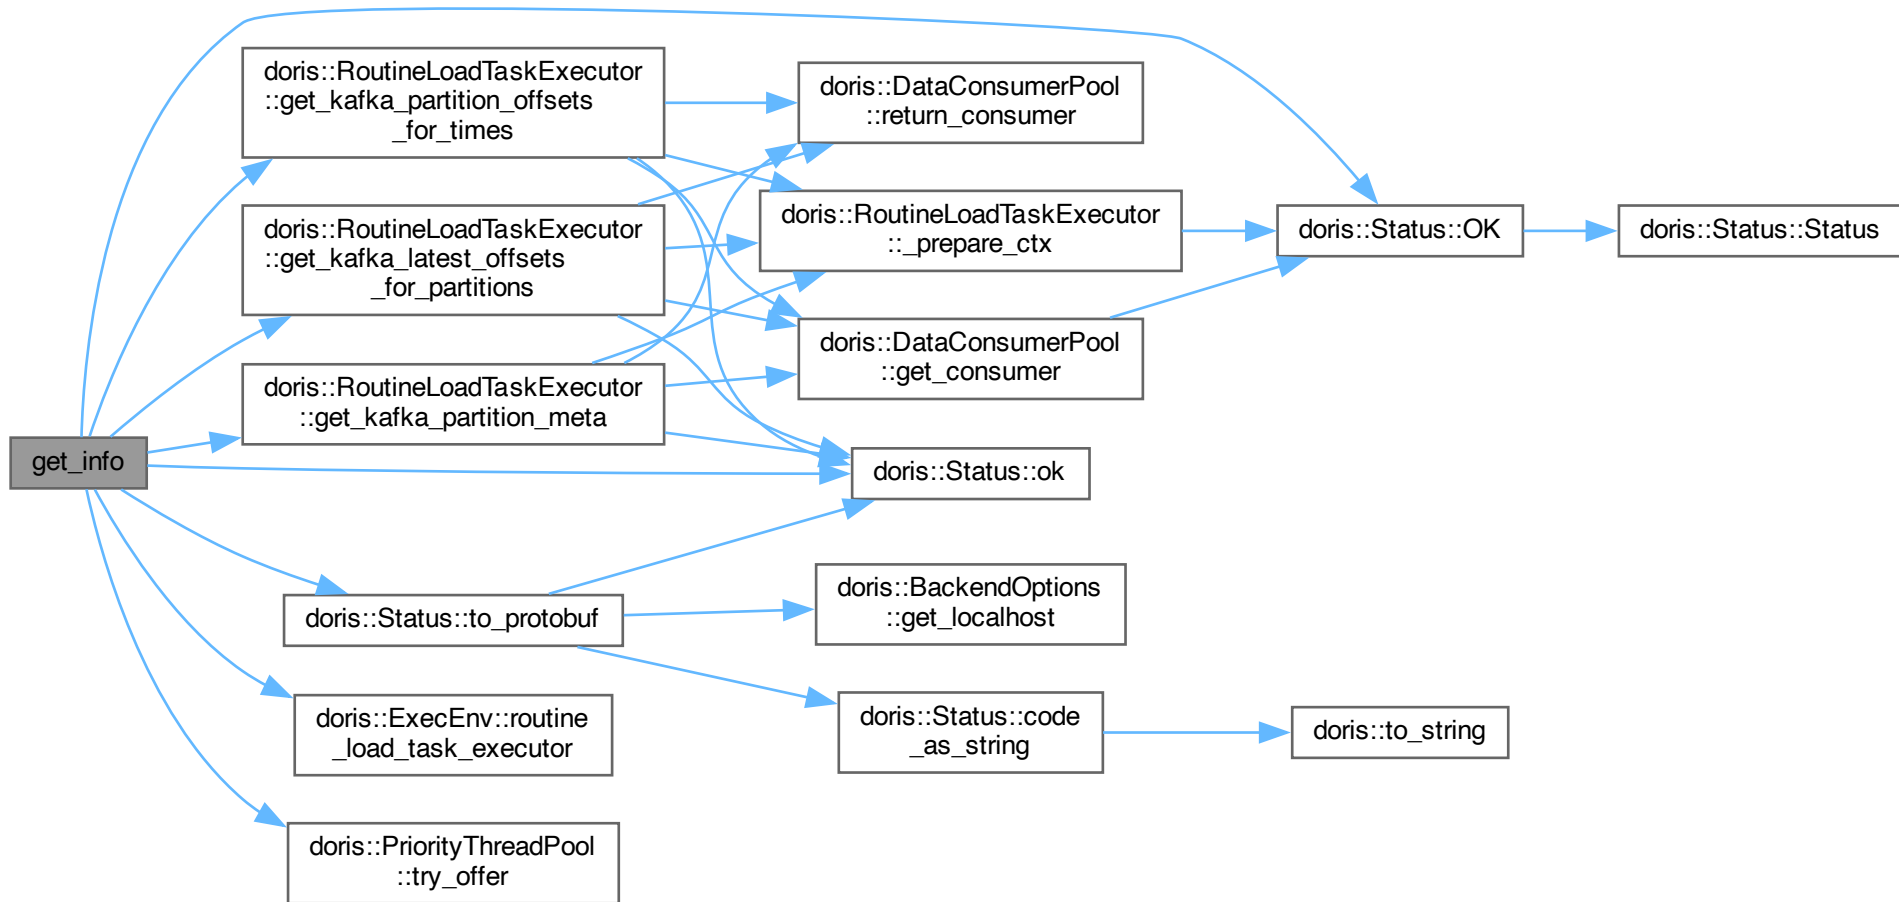 get_info
doris::RoutineLoadTaskExecutor
::get_kafka_partition_offsets
_for_times
doris::RoutineLoadTaskExecutor
::get_kafka_latest_offsets
_for_partitions
doris::RoutineLoadTaskExecutor
::get_kafka_partition_meta
doris::Status::to_protobuf
doris::ExecEnv::routine
_load_task_executor
doris::PriorityThreadPool
::try_offer
doris::DataConsumerPool
::return_consumer
doris::RoutineLoadTaskExecutor
::_prepare_ctx
doris::DataConsumerPool
::get_consumer
doris::Status::ok
doris::BackendOptions
::get_localhost
doris::Status::code
_as_string
doris::Status::OK
doris::to_string
doris::Status::Status